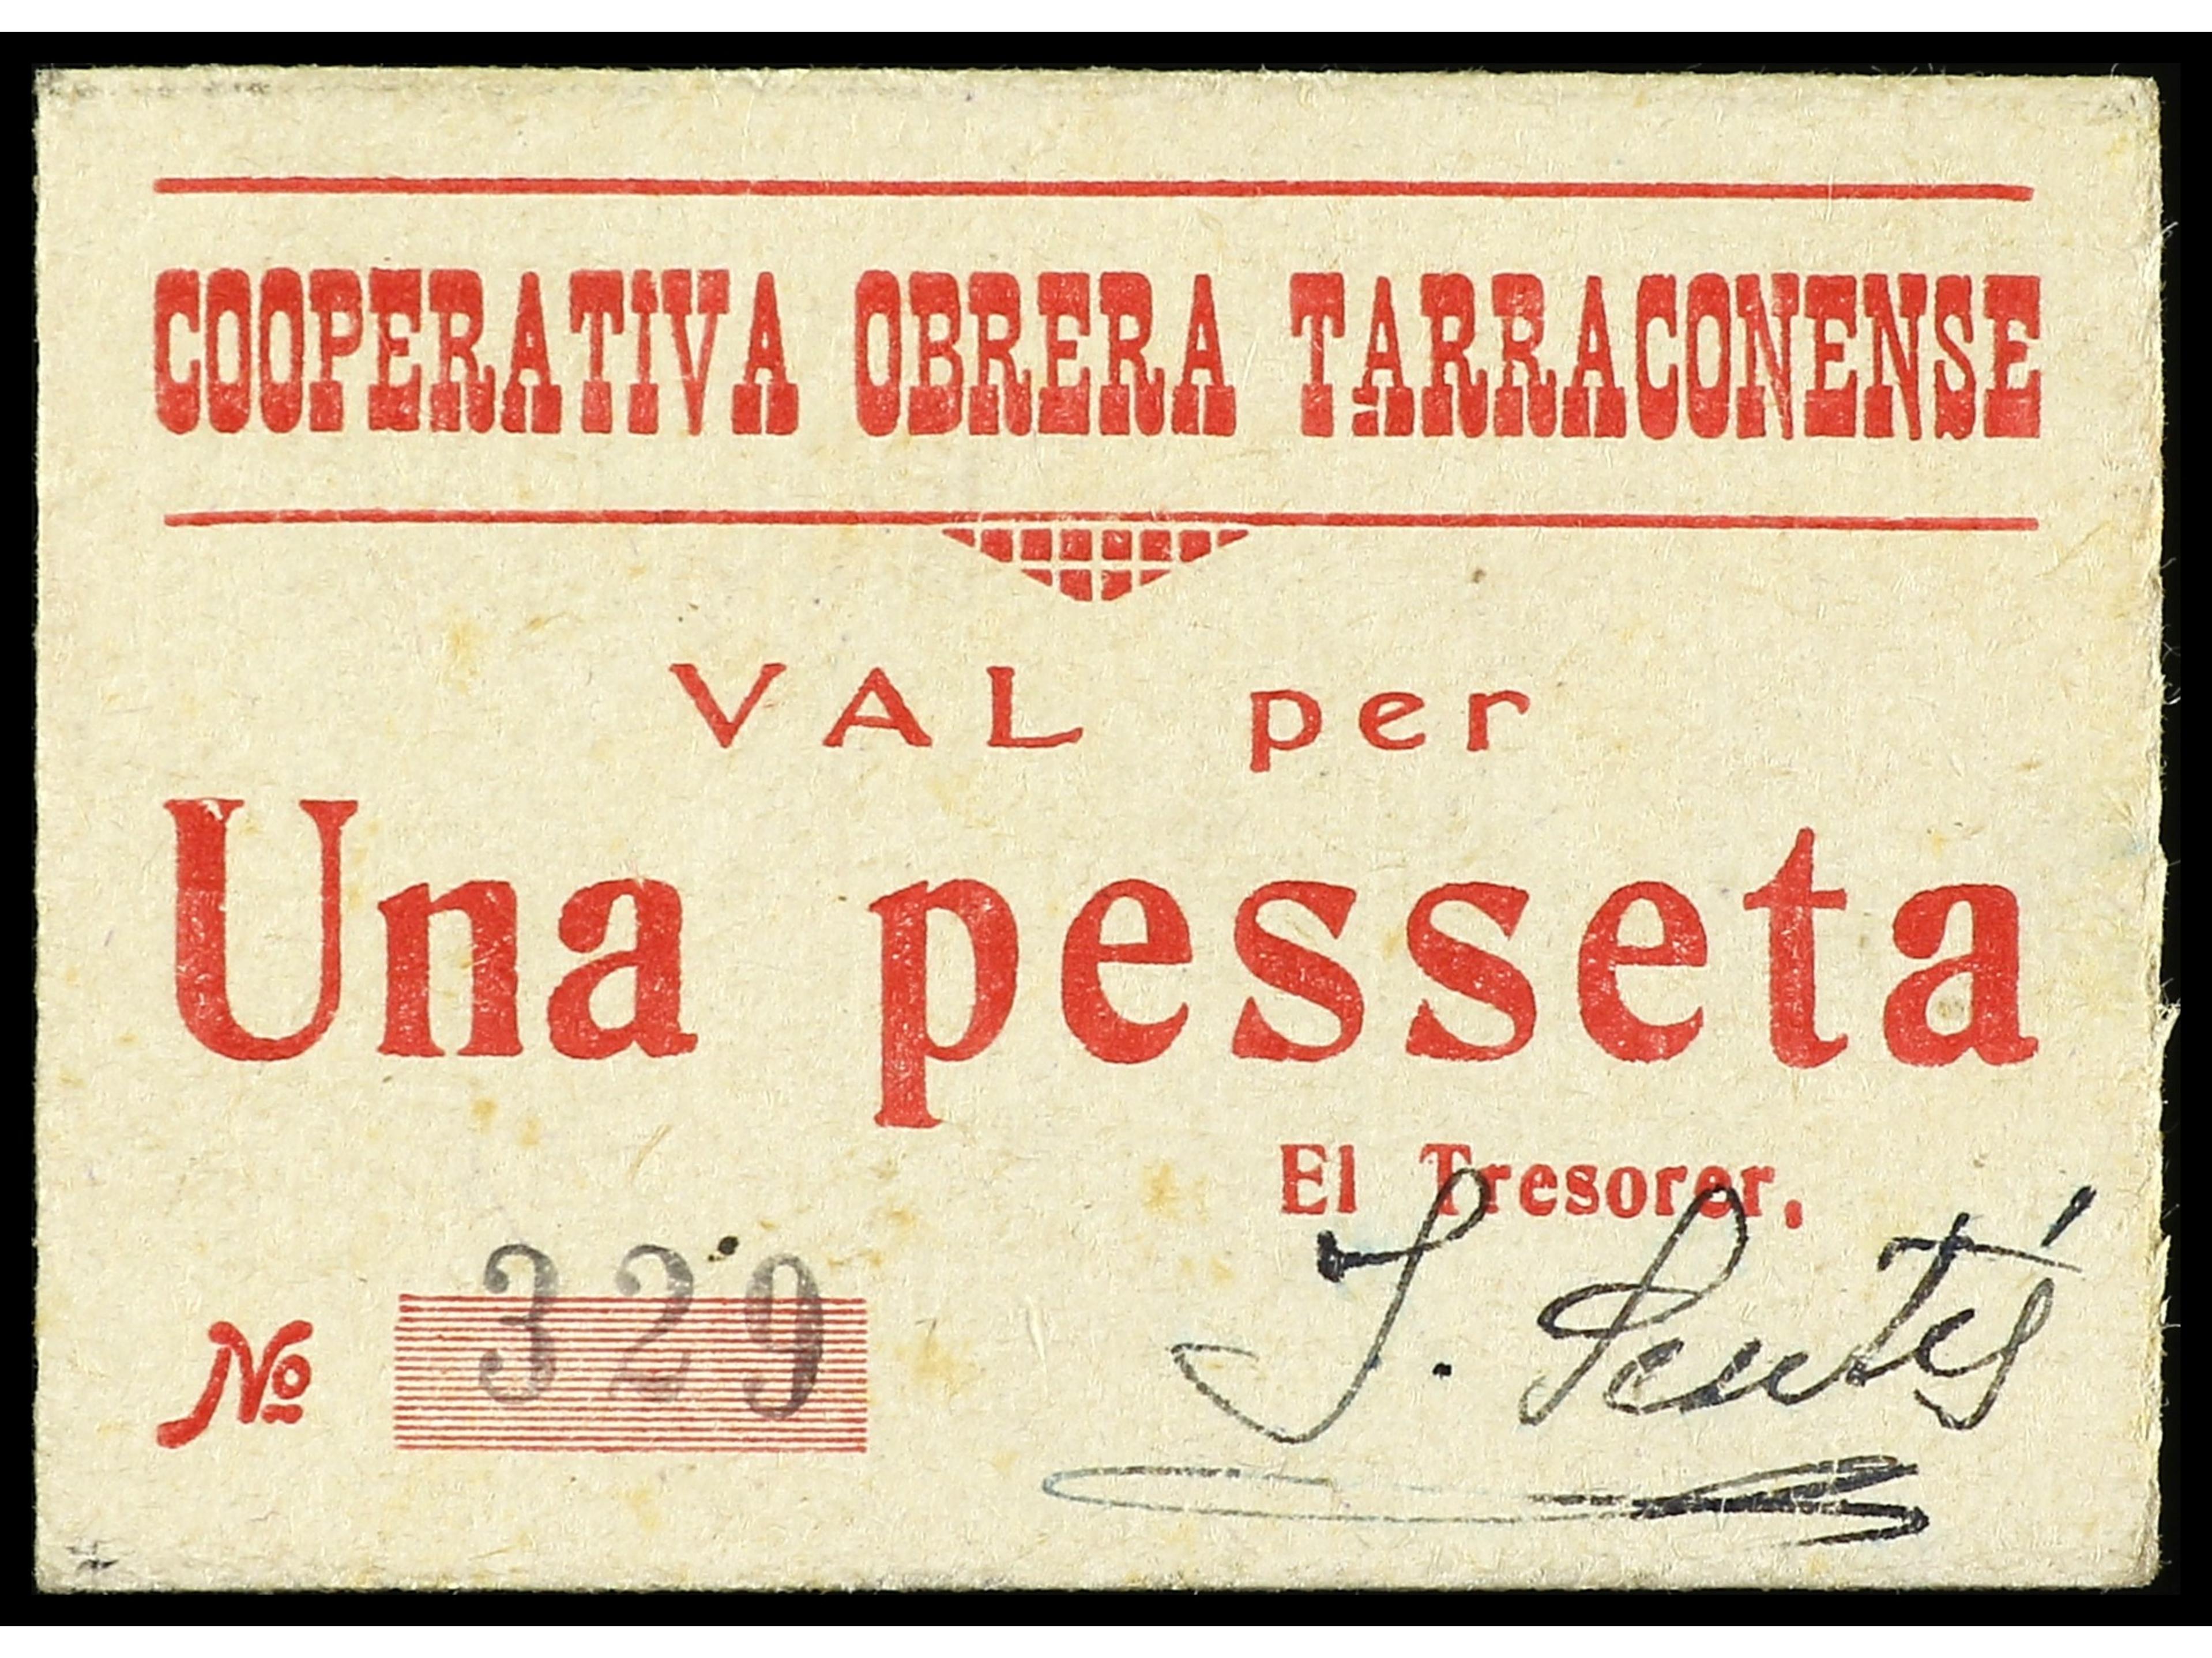 COOPERATIVA OBRERA TARRACONENSE
VAL per
Una pesseta
El Tresorer,
Nº 329